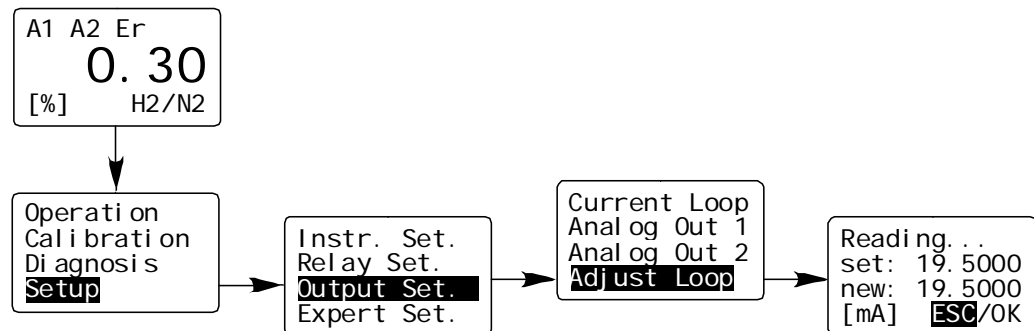 A1 A2 Er
0.30
[%] H2/N2
Operation
Calibration
Diagnosis
Setup
Instr. Set.
Relay Set.
Output Set.
Expert Set.
Current Loop
Analog Out 1
Analog Out 2
Adjust Loop
Reading...
set: 19.5000
new: 19.5000
[mA] ESC/OK